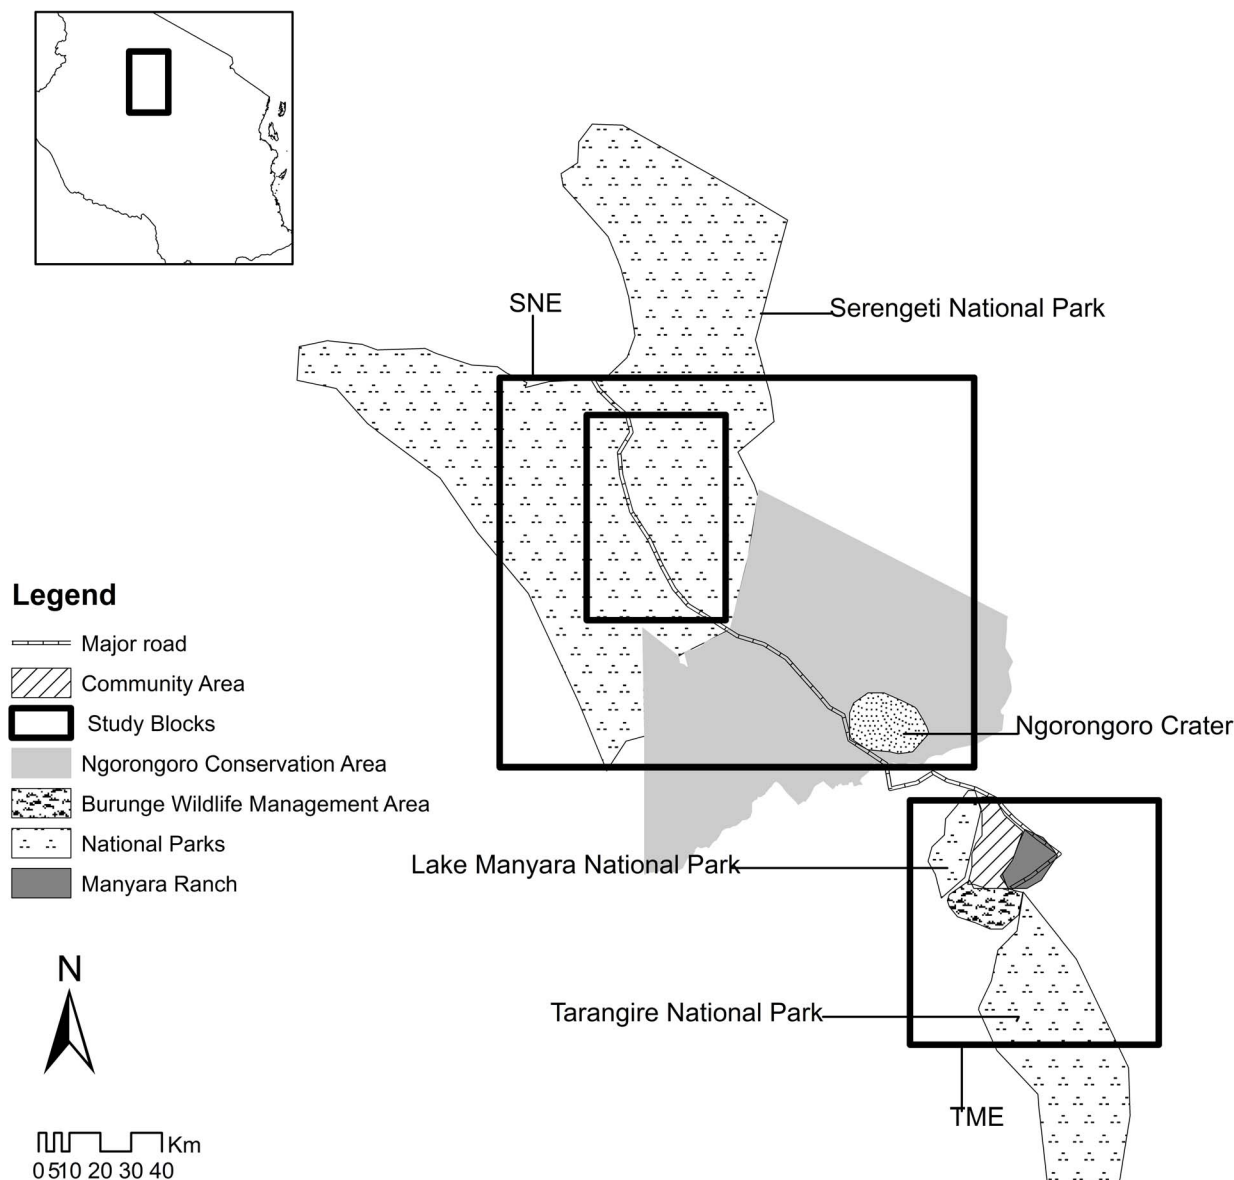 SNE
Serengeti National Park
Legend
Major road
Community Area
Study Blocks
Ngorongoro Conservation Area
Burunge Wildlife Management Area
National Parks
Manyara Ranch
Ngorongoro Crater
Lake Manyara National Park
Tarangire National Park
TME
N
Km
0 5 10 20 30 40